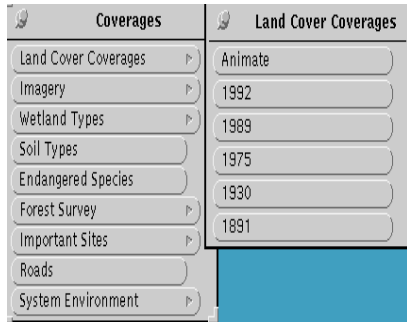 Coverages
Land Cover Coverages
Imagery
Wetland Types
Soil Types
Endangered Species
Forest Survey
Important Sites
Roads
System Environment
Land Cover Coverages
Animate
1992
1989
1975
1930
1891